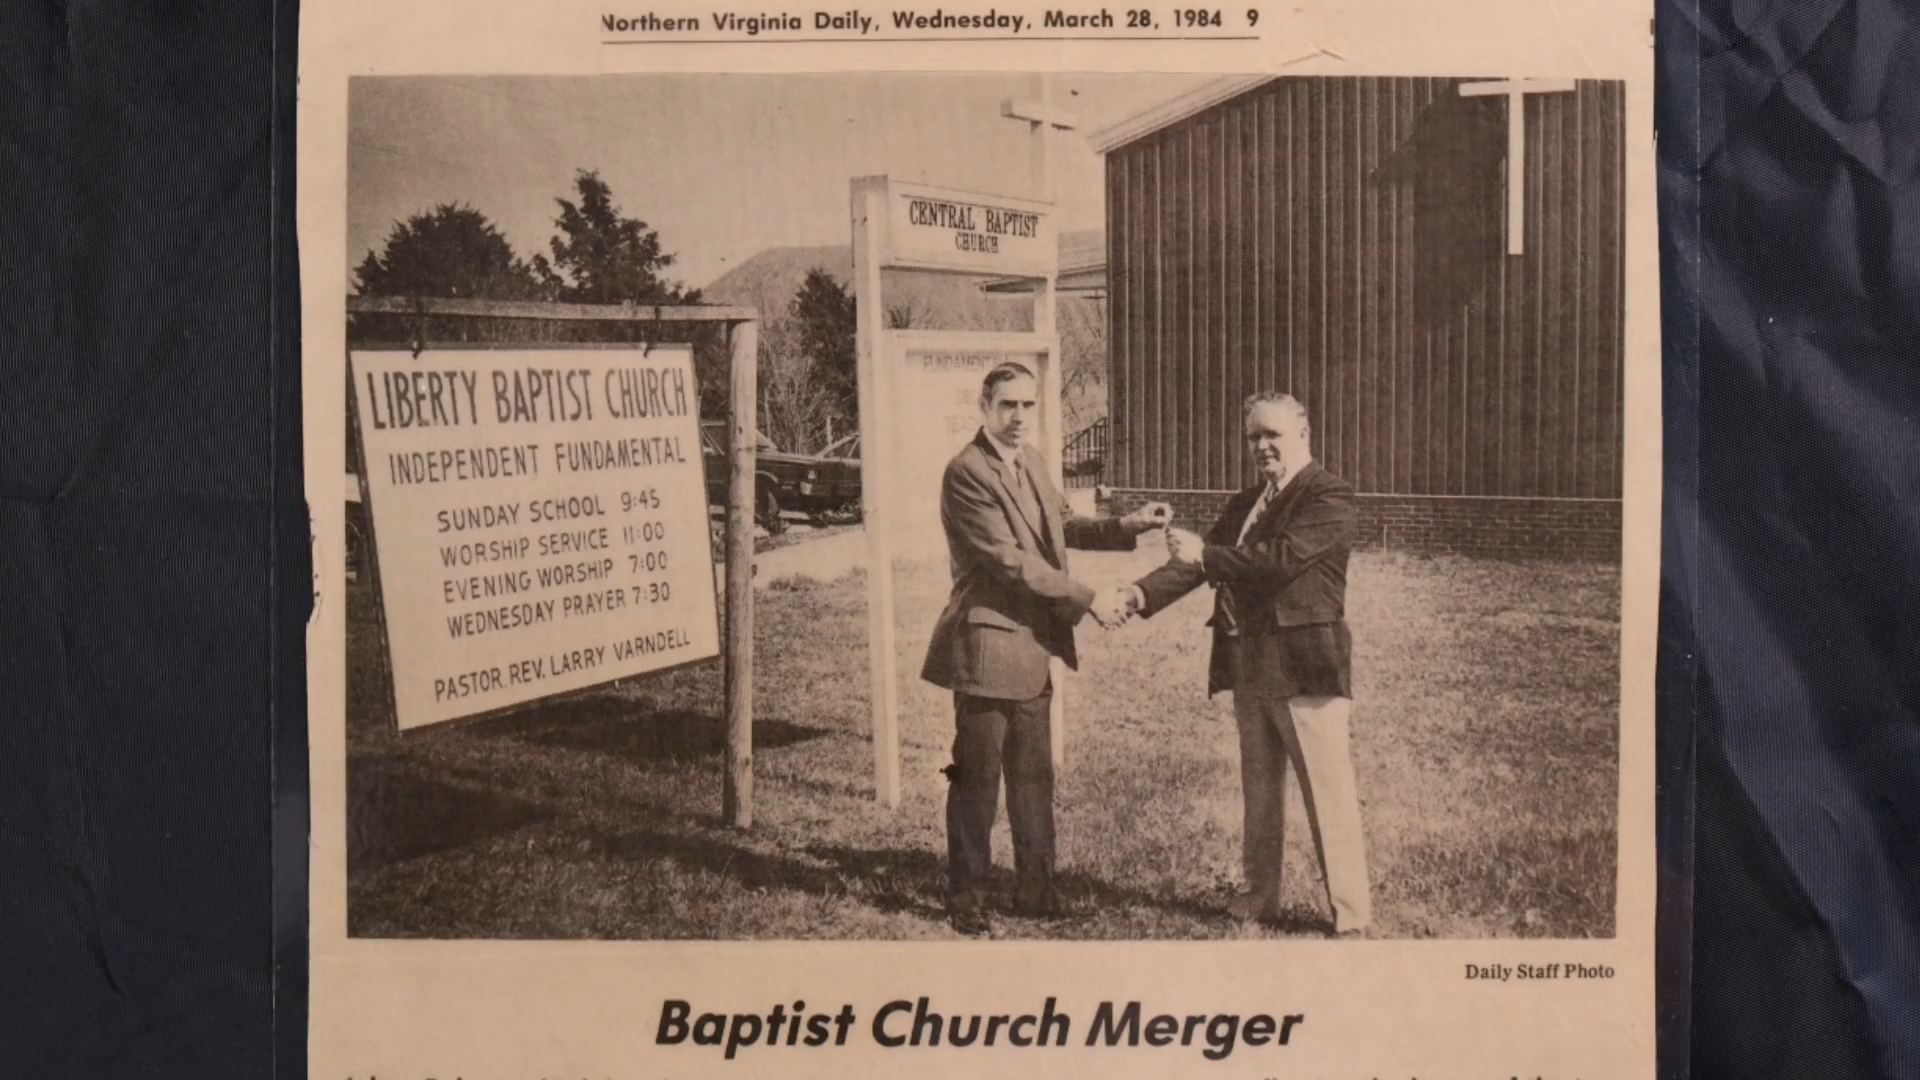 Northern Virginia Daily, Wednesday, March 28, 1984 9
CENTRAL BAPTIST
CHURCH
LIBERTY BAPTIST CHURCH
INDEPENDENT FUNDAMENTAL
SUNDAY SCHOOL 9:45
WORSHIP SERVICE 11:00
EVENING WORSHIP 7:00
WEDNESDAY PRAYER 7:30
PASTOR. REV. LARRY VARNDELL
Daily Staff Photo
Baptist Church Merger